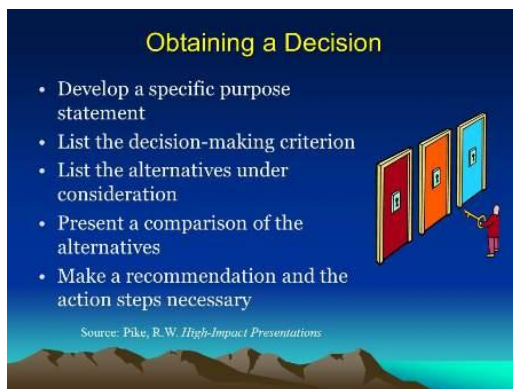 Obtaining a Decision
• Develop a specific purpose
statement
• List the decision-making criterion
• List the alternatives under
consideration
• Present a comparison of the
alternatives
• Make a recommendation and the
action steps necessary
Source: Pike, R.W. High-Impact Presentations